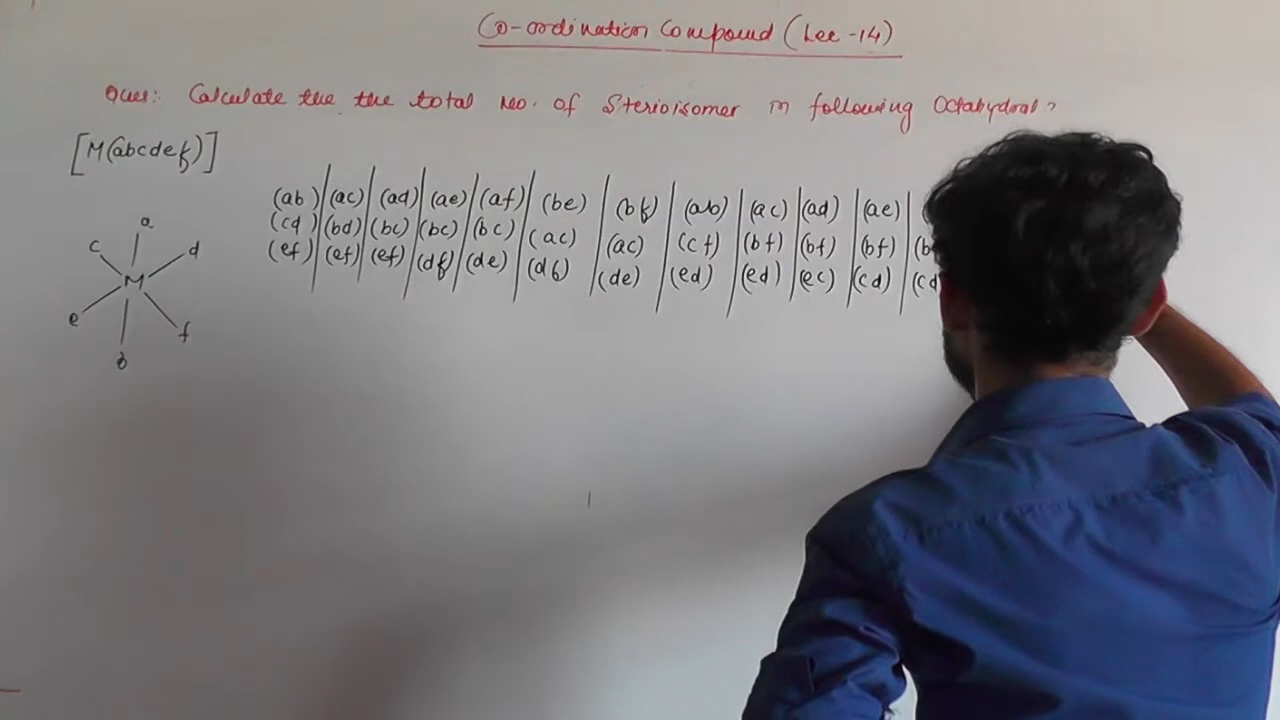 Co-ordination Compound (Lec-14)
Ques: Calculate the the total no. of Sterioisomer in following Octahydral?
[M(abcdef)]
(ab) (ac) (ad) (ae) (af) (be) (bf) (ab) (ac) (ad) (ae)
(cd) (bd) (bc) (bc) (bc) (ac) (ac) (cf) (bf) (bf) (bf) (b
(ef) (ef) (ef) (df) (de) (df) (de) (ed) (ed) (ec) (cd) (cd
a
c d
M
e f
b